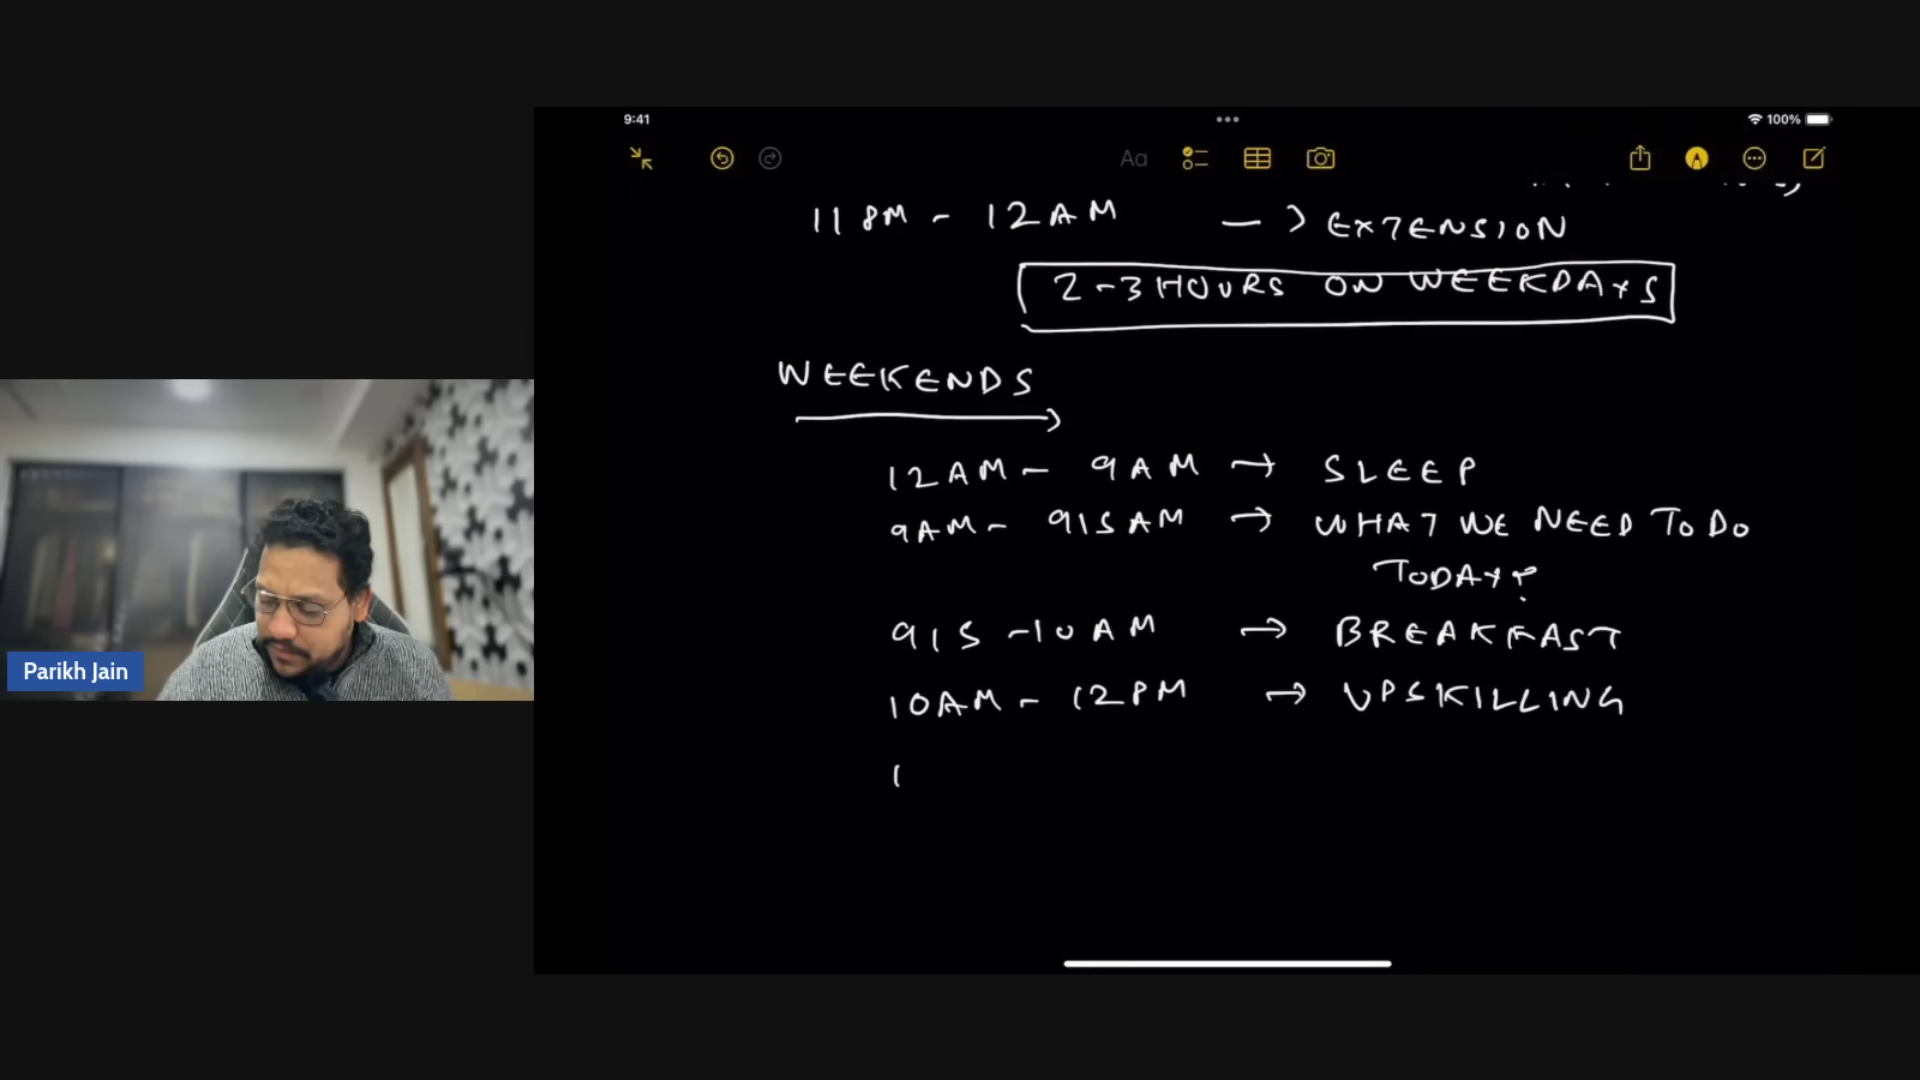 9:41
100%
Aa
11 PM - 12 AM —> EXTENSION
2-3 HOURS ON WEEKDAYS
WEEKENDS
12 AM - 9 AM → SLEEP
9 AM - 915 AM → WHAT WE NEED TO DO
TODAY?
915 - 10 AM → BREAKFAST
10 AM - 12 PM → UPSKILLING
1
Parikh Jain